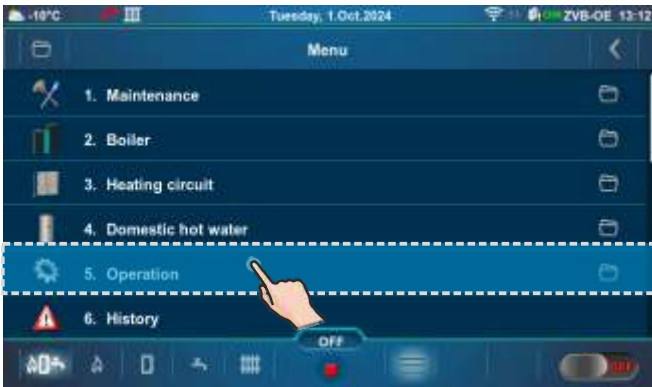 -10°C Tuesday, 1.Oct.2024 ZVB-OE 13:12
Menu
1. Maintenance
2. Boiler
3. Heating circuit
4. Domestic hot water
5. Operation
6. History
OFF
OFF